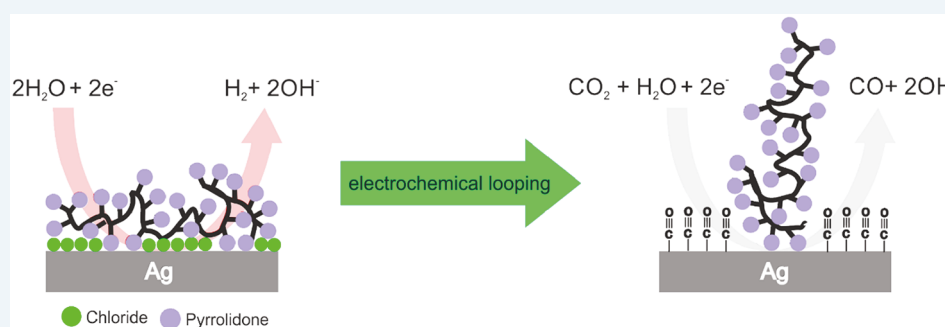 2H₂O + 2e⁻
H₂+ 2OH⁻
CO₂ + H₂O + 2e⁻
CO+ 2OH
electrochemical looping
O
C
O
C
O
C
O
C
O
C
O
C
O
C
O
C
Ag
Ag
Chloride
Pyrrolidone